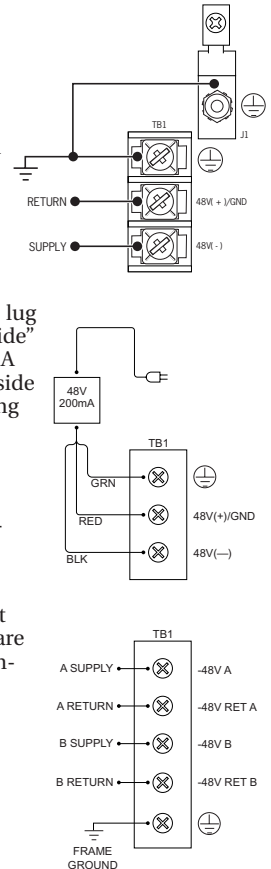 TB1
J1
RETURN
48V( + )/GND
SUPPLY
48V( - )
lug
ide”
A
side
ng
48V
200mA
TB1
GRN
RED
48V(+)/GND
BLK
48V(—)
t
are
n-
TB1
A SUPPLY
-48V A
A RETURN
-48V RET A
B SUPPLY
-48V B
B RETURN
-48V RET B
FRAME
GROUND